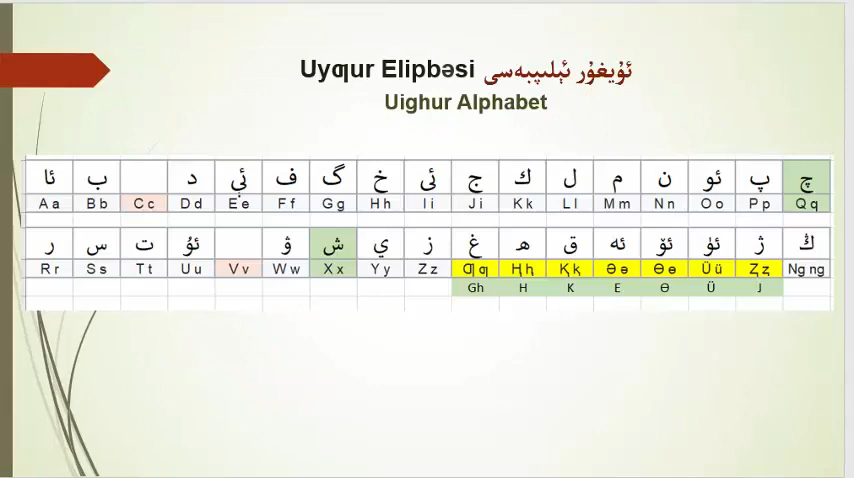 Uyƣur Elipbəsi ئۇيغۇر ئېلىپبەسى
Uighur Alphabet
ئا ب د ئې ف گ خ ئى ج ك ل م ن ئو پ چ
Aa Bb Cc Dd Ee Ff Gg Hh Ii Jj Kk Ll Mm Nn Oo Pp Qq
ر س ت ئۇ ۋ ش ي ز غ ھ ق ئە ئۆ ئۈ ژ ڭ
Rr Ss Tt Uu Vv Ww Xx Yy Zz Ƣƣ Ⱨⱨ Ⱪⱪ Əə Өө Üü Ⱬⱬ Ng ng
Gh H K E Ө Ü J